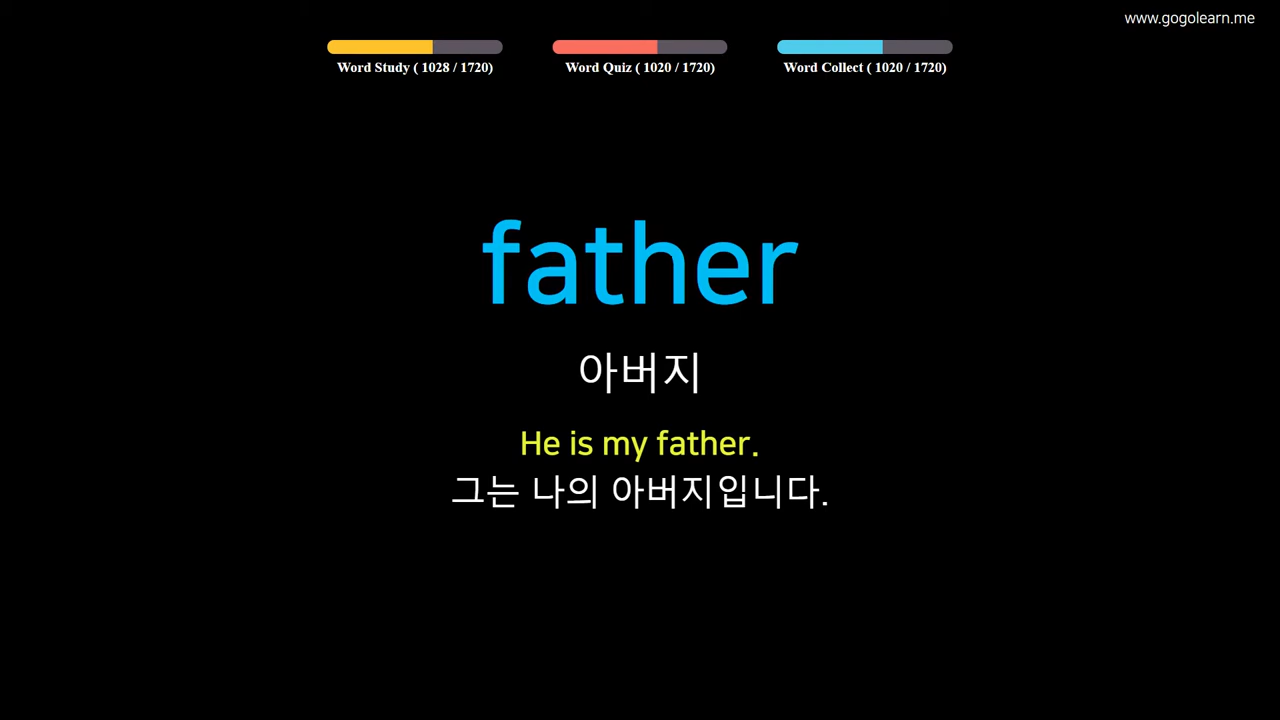 www.gogolearn.me
Word Study ( 1028 / 1720)
Word Quiz ( 1020 / 1720)
Word Collect ( 1020 / 1720)
father
아버지
He is my father.
그는 나의 아버지입니다.